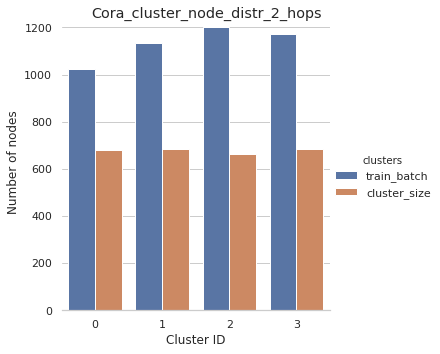 Cora_cluster_node_distr_2_hops
1200
1000
800
600
400
200
0
Number of nodes
0 1 2 3
Cluster ID
clusters
train_batch
cluster_size